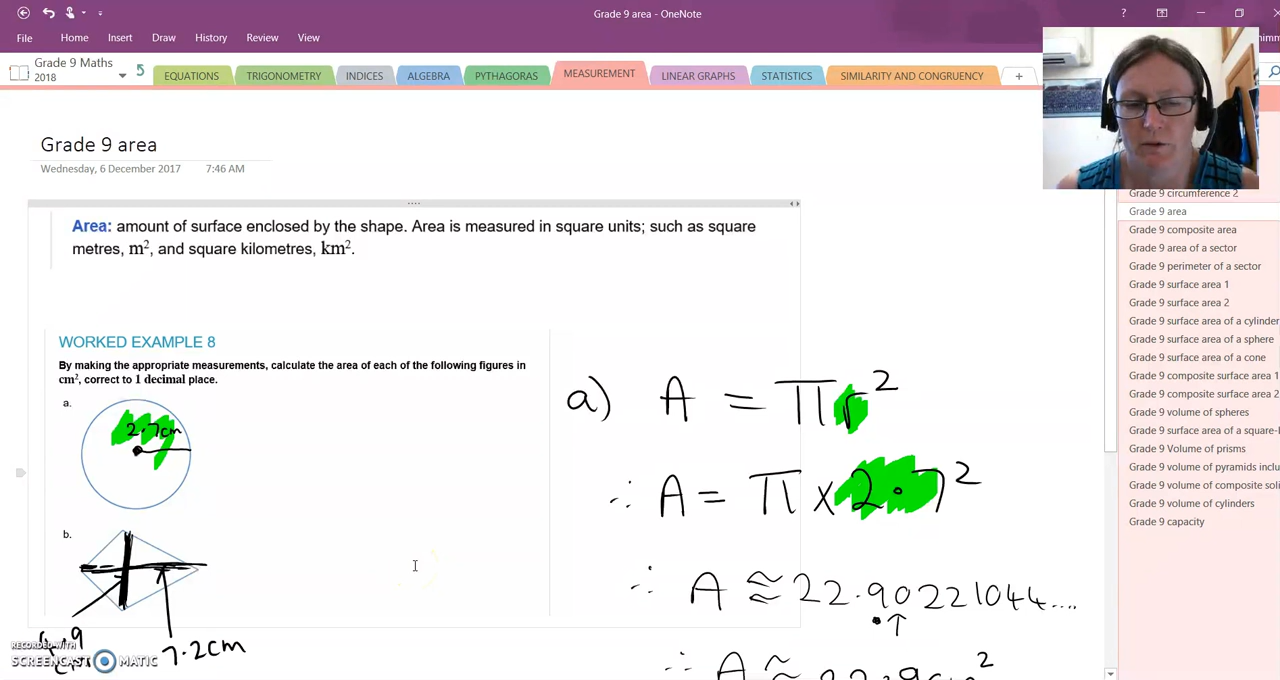 Grade 9 area - OneNote
File Home Insert Draw History Review View
Grade 9 Maths
2018
EQUATIONS TRIGONOMETRY INDICES ALGEBRA PYTHAGORAS MEASUREMENT LINEAR GRAPHS STATISTICS SIMILARITY AND CONGRUENCY
Grade 9 area
Wednesday, 6 December 2017 7:46 AM
Area: amount of surface enclosed by the shape. Area is measured in square units; such as square
metres, m², and square kilometres, km².
WORKED EXAMPLE 8
By making the appropriate measurements, calculate the area of each of the following figures in
cm², correct to 1 decimal place.
a.
2.7cm
b.
7.2cm
a) A = πr²
∴ A = π × 2.7²
∴ A ≈ 22.90221044....
∴ A ≈ 22.9cm²
Grade 9 circumference 2
Grade 9 area
Grade 9 composite area
Grade 9 area of a sector
Grade 9 perimeter of a sector
Grade 9 surface area 1
Grade 9 surface area 2
Grade 9 surface area of a cylinder
Grade 9 surface area of a sphere
Grade 9 surface area of a cone
Grade 9 composite surface area 1
Grade 9 composite surface area 2
Grade 9 volume of spheres
Grade 9 surface area of a square-
Grade 9 Volume of prisms
Grade 9 volume of pyramids inclu
Grade 9 volume of composite soli
Grade 9 volume of cylinders
Grade 9 capacity
RECORDED WITH
SCREENCAST MATIC